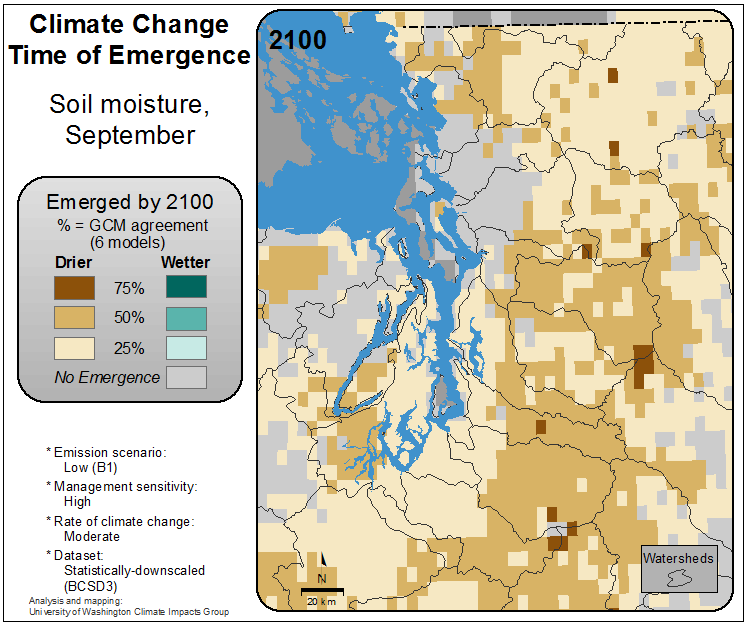 Climate Change
Time of Emergence
Soil moisture,
September
Emerged by 2100
% = GCM agreement
(6 models)
Drier Wetter
75%
50%
25%
No Emergence
* Emission scenario:
Low (B1)
* Management sensitivity:
High
* Rate of climate change:
Moderate
* Dataset:
Statistically-downscaled
(BCSD3)
Analysis and mapping:
University of Washington Climate Impacts Group
2100
N
20 km
Watersheds